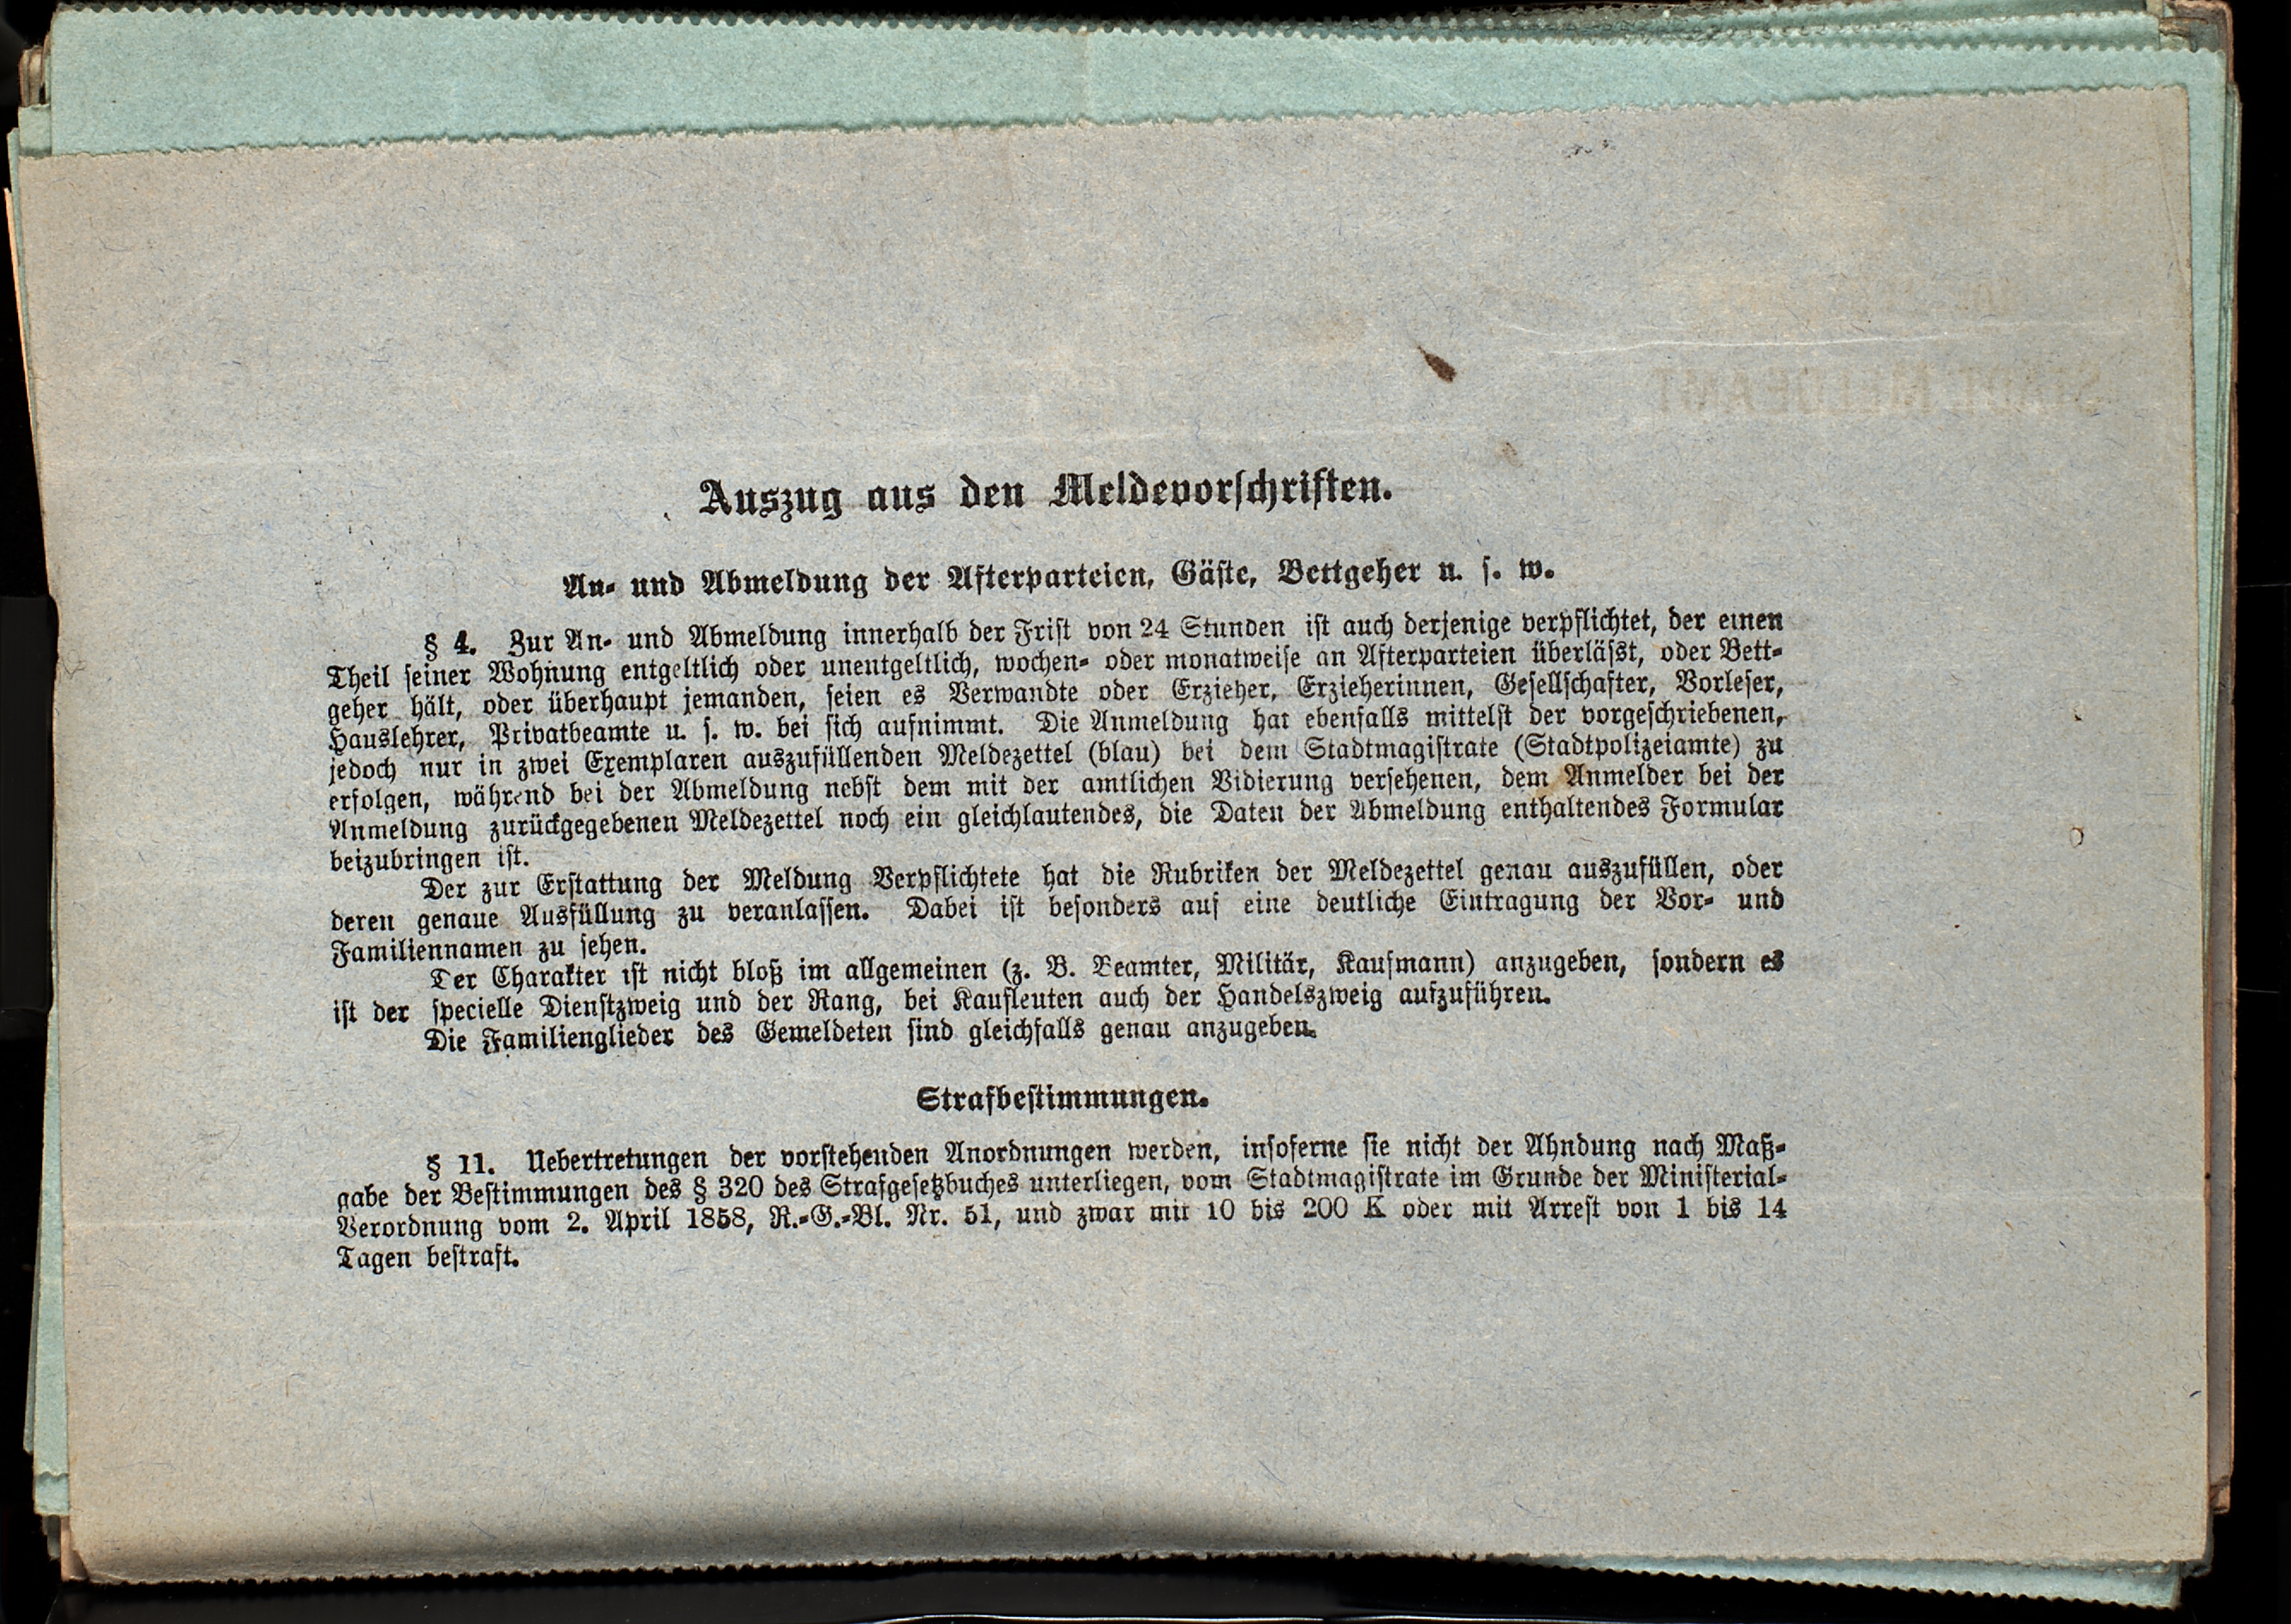 Auszug aus den Meldevorschriften.
An- und Abmeldung der Afterparteien, Gäste, Bettgeher u. s. w.
§ 4. Zur An- und Abmeldung innerhalb der Frist von 24 Stunden ist auch derjenige verpflichtet, der einen
Theil seiner Wohnung entgeltlich oder unentgeltlich, wochen- oder monatweise an Afterparteien überlässt, oder Bett-
geher hält, oder überhaupt jemanden, seien es Verwandte oder Erzieher, Erzieherinnen, Gesellschafter, Vorleser,
Hauslehrer, Privatbeamte u. s. w. bei sich aufnimmt. Die Anmeldung hat ebenfalls mittelst der vorgeschriebenen,
jedoch nur in zwei Exemplaren auszufüllenden Meldezettel (blau) bei dem Stadtmagistrate (Stadtpolizeiamte) zu
erfolgen, während bei der Abmeldung nebst dem mit der amtlichen Vidierung versehenen, dem Anmelder bei der
Anmeldung zurückgegebenen Meldezettel noch ein gleichlautendes, die Daten der Abmeldung enthaltendes Formular
beizubringen ist.
Der zur Erstattung der Meldung Verpflichtete hat die Rubriken der Meldezettel genau auszufüllen, oder
deren genaue Ausfüllung zu veranlassen. Dabei ist besonders auf eine deutliche Eintragung der Vor- und
Familiennamen zu sehen.
Der Charakter ist nicht bloß im allgemeinen (z. B. Beamter, Militär, Kaufmann) anzugeben, sondern es
ist der specielle Dienstzweig und der Rang, bei Kaufleuten auch der Handelszweig aufzuführen.
Die Familienglieder des Gemeldeten sind gleichfalls genau anzugeben.
Strafbestimmungen.
§ 11. Uebertretungen der vorstehenden Anordnungen werden, insoferne sie nicht der Ahndung nach Maß-
gabe der Bestimmungen des § 320 des Strafgesetzbuches unterliegen, vom Stadtmagistrate im Grunde der Ministerial-
Verordnung vom 2. April 1858, R.-G.-Bl. Nr. 51, und zwar mit 10 bis 200 K oder mit Arrest von 1 bis 14
Tagen bestraft.